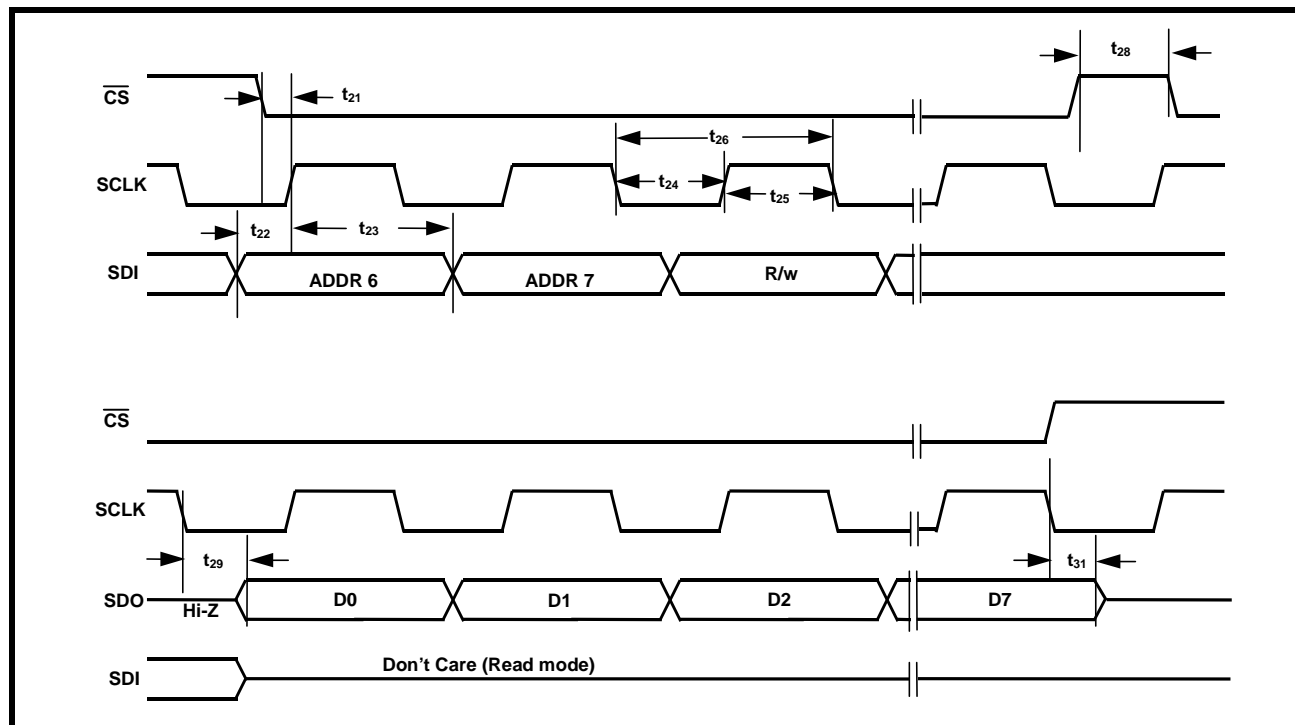 CS
t21
t28
SCLK
t26
t24
t25
t22
t23
SDI
ADDR 6
ADDR 7
R/w
CS
SCLK
t29
t31
SDO
Hi-Z
D0
D1
D2
D7
SDI
Don't Care (Read mode)